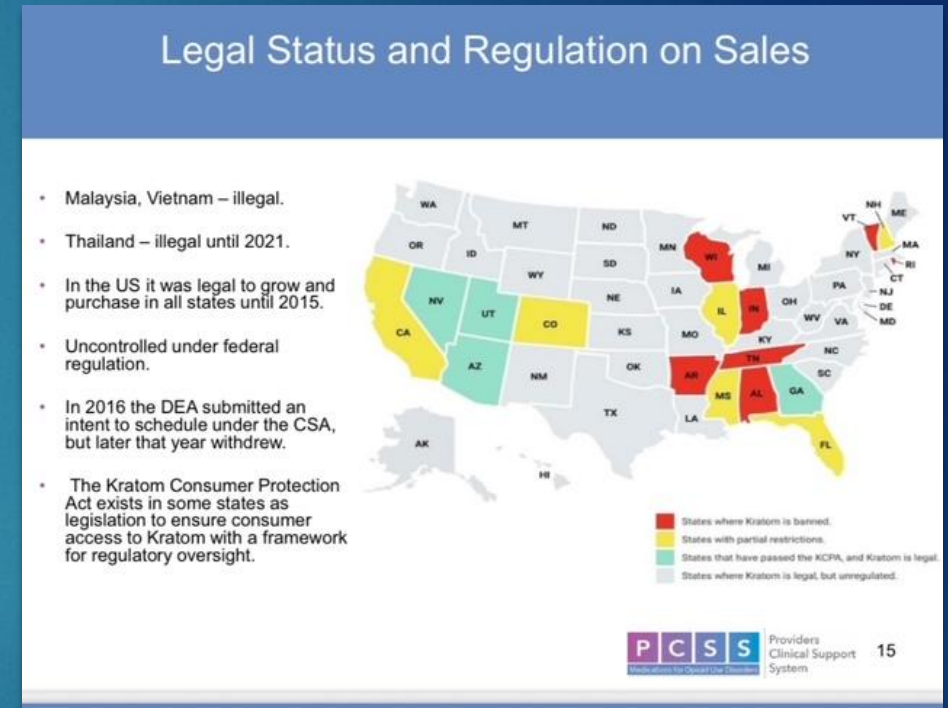 Legal Status and Regulation on Sales
• Malaysia, Vietnam – illegal.
• Thailand – illegal until 2021.
• In the US it was legal to grow and
purchase in all states until 2015.
• Uncontrolled under federal
regulation.
• In 2016 the DEA submitted an
intent to schedule under the CSA,
but later that year withdrew.
• The Kratom Consumer Protection
Act exists in some states as
legislation to ensure consumer
access to Kratom with a framework
for regulatory oversight.
WA
OR
CA
NV
ID
MT
WY
UT
AZ
CO
NM
ND
SD
NE
KS
OK
TX
MN
IA
MO
AR
LA
WI
IL
MS
MI
IN
KY
TN
AL
OH
WV
VA
NC
SC
GA
FL
PA
NY
VT
NH
ME
MA
RI
CT
NJ
DE
MD
AK
HI
States where Kratom is banned.
States with partial restrictions.
States that have passed the KCPA, and Kratom is legal.
States where Kratom is legal, but unregulated.
PCSS
Medications for Opioid Use Disorders
Providers
Clinical Support
System
15